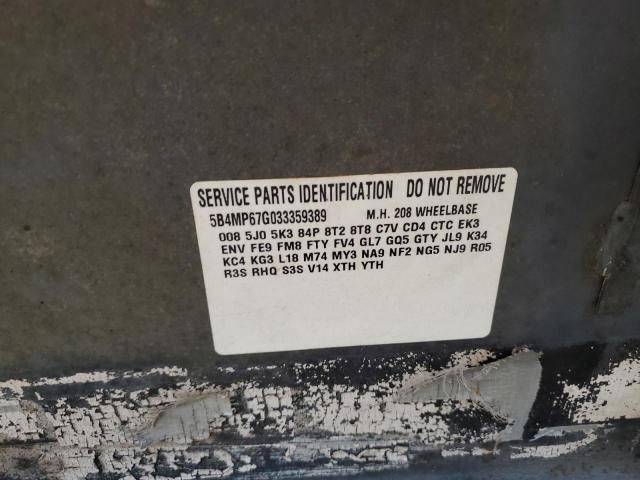 SERVICE PARTS IDENTIFICATION DO NOT REMOVE
5B4MP67G033359389 M.H. 208 WHEELBASE
008 5J0 5K3 84P 8T2 8T8 C7V CD4 CTC EK3
ENV FE9 FM8 FTY FV4 GL7 GQ5 GTY JL9 K34
KC4 KG3 L18 M74 MY3 NA9 NF2 NG5 NJ9 R05
R3S RHQ S3S V14 XTH YTH